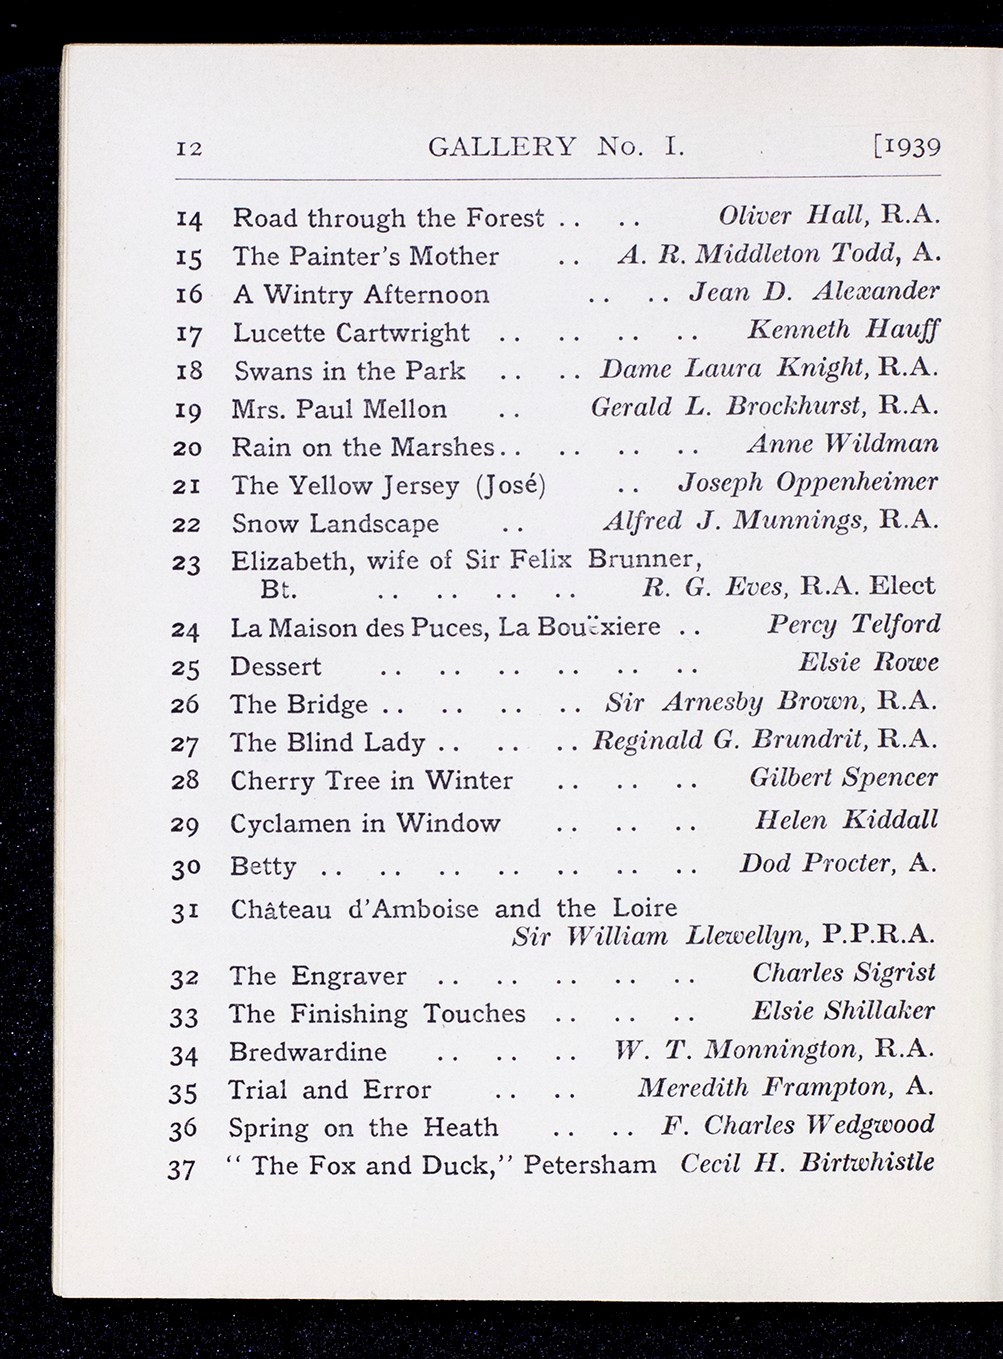 12 GALLERY No. I. [1939
14 Road through the Forest .. .. Oliver Hall, R.A.
15 The Painter's Mother .. A. R. Middleton Todd, A.
16 A Wintry Afternoon .. .. Jean D. Alexander
17 Lucette Cartwright .. .. .. .. Kenneth Hauff
18 Swans in the Park .. .. Dame Laura Knight, R.A.
19 Mrs. Paul Mellon .. Gerald L. Brockhurst, R.A.
20 Rain on the Marshes .. .. .. .. Anne Wildman
21 The Yellow Jersey (José) .. Joseph Oppenheimer
22 Snow Landscape .. Alfred J. Munnings, R.A.
23 Elizabeth, wife of Sir Felix Brunner,
Bt. .. .. .. .. R. G. Eves, R.A. Elect
24 La Maison des Puces, La Bouëxiere .. Percy Telford
25 Dessert .. .. .. .. .. .. Elsie Rowe
26 The Bridge .. .. .. .. Sir Arnesby Brown, R.A.
27 The Blind Lady .. .. .. Reginald G. Brundrit, R.A.
28 Cherry Tree in Winter .. .. .. Gilbert Spencer
29 Cyclamen in Window .. .. .. Helen Kiddall
30 Betty .. .. .. .. .. .. .. Dod Procter, A.
31 Château d'Amboise and the Loire
Sir William Llewellyn, P.P.R.A.
32 The Engraver .. .. .. .. .. Charles Sigrist
33 The Finishing Touches .. .. .. Elsie Shillaker
34 Bredwardine .. .. .. W. T. Monnington, R.A.
35 Trial and Error .. .. Meredith Frampton, A.
36 Spring on the Heath .. .. F. Charles Wedgwood
37 “ The Fox and Duck,” Petersham Cecil H. Birtwhistle